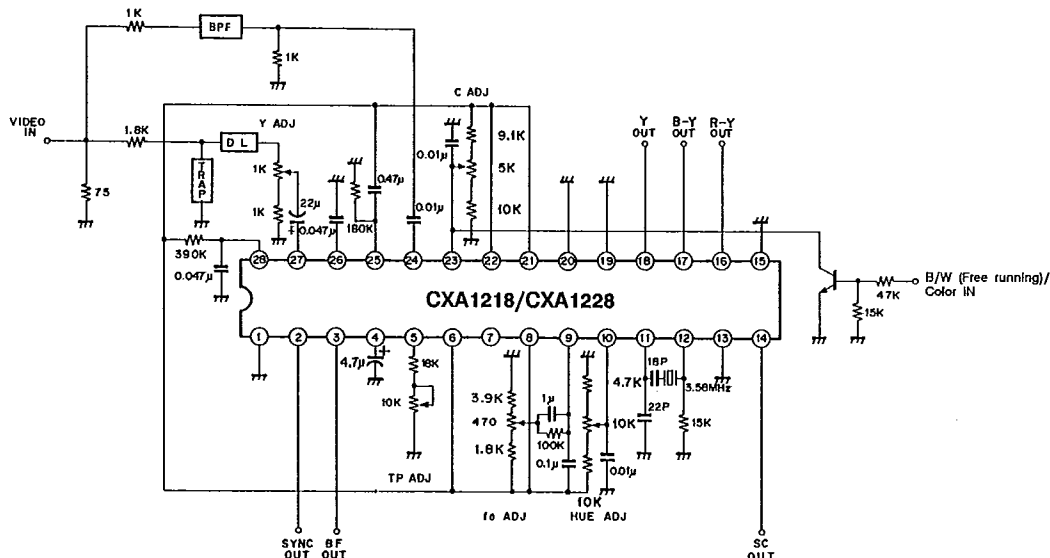 1K
BPF
1K
C ADJ
VIDEO
IN
1.8K
DL
Y ADJ
TRAP
75
1K
1K
22μ
+
0.047μ
180K
0.47μ
0.01μ
0.01μ
9.1K
5K
10K
Y
OUT
B-Y
OUT
R-Y
OUT
390K
0.047μ
28
27
26
25
24
23
22
21
20
19
18
17
16
15
CXA1218/CXA1228
B/W (Free running)/
Color IN
47K
15K
1
2
3
4
5
6
7
8
9
10
11
12
13
14
4.7μ
+
18K
10K
TP ADJ
3.9K
470
1.8K
1μ
100K
0.1μ
4.7K
10K
10K
0.01μ
18P
3.58MHz
22P
15K
fo ADJ
HUE ADJ
SYNC
OUT
BF
OUT
SC
OUT